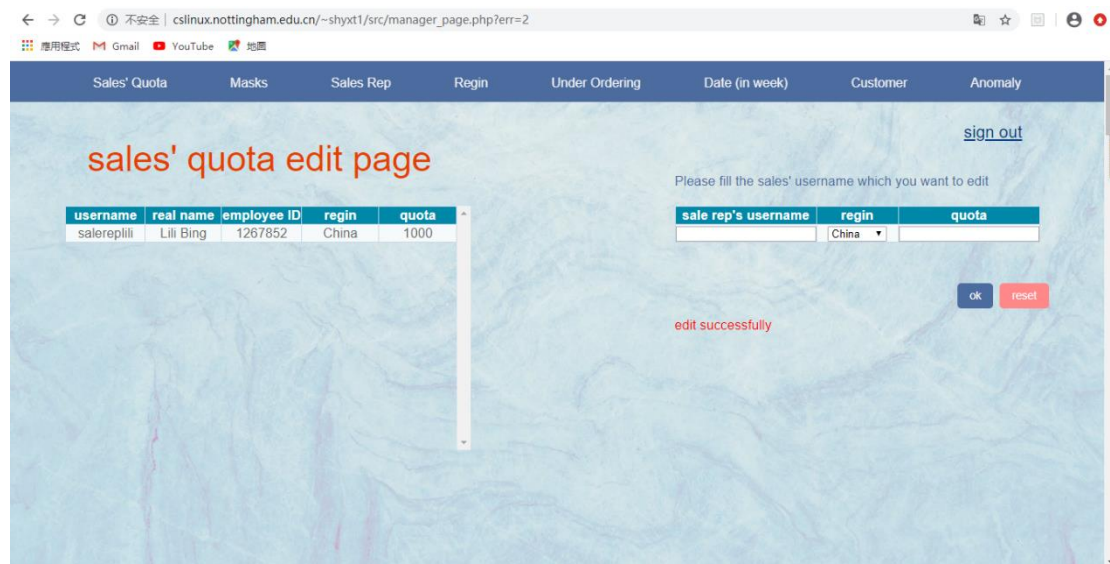 不安全 | cslinux.nottingham.edu.cn/~shyxt1/src/manager_page.php?err=2
應用程式 Gmail YouTube 地圖
Sales' Quota Masks Sales Rep Regin Under Ordering Date (in week) Customer Anomaly
sign out
sales' quota edit page
Please fill the sales' username which you want to edit
username real name employee ID regin quota
salereplili Lili Bing 1267852 China 1000
sale rep's username regin quota
China
ok reset
edit successfully